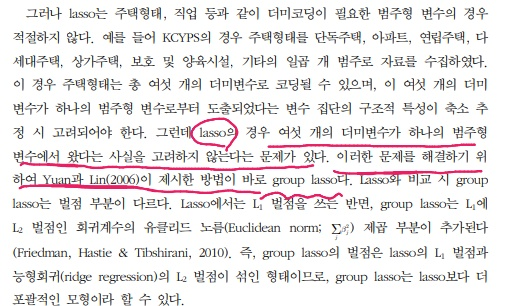 그러나 lasso는 주택형태, 직업 등과 같이 더미코딩이 필요한 범주형 변수의 경우
적절하지 않다. 예를 들어 KCYPS의 경우 주택형태를 단독주택, 아파트, 연립주택, 다
세대주택, 상가주택, 보호 및 양육시설, 기타의 일곱 개 범주로 자료를 수집하였다.
이 경우 주택형태는 총 여섯 개의 더미변수로 코딩될 수 있으며, 이 여섯 개의 더미
변수가 하나의 범주형 변수로부터 도출되었다는 변수 집단의 구조적 특성이 축소 추
정 시 고려되어야 한다. 그런데 lasso의 경우 여섯 개의 더미변수가 하나의 범주형
변수에서 왔다는 사실을 고려하지 않는다는 문제가 있다. 이러한 문제를 해결하기 위
하여 Yuan과 Lin(2006)이 제시한 방법이 바로 group lasso다. Lasso와 비교 시 group
lasso는 벌점 부분이 다르다. Lasso에서는 L₁ 벌점을 쓰는 반면, group lasso는 L₁에
L₂ 벌점인 회귀계수의 유클리드 노름(Euclidean norm; ) 제곱 부분이 추가된다
(Friedman, Hastie & Tibshirani, 2010). 즉, group lasso의 벌점은 lasso의 L₁ 벌점과
능형회귀(ridge regression)의 L₂ 벌점이 섞인 형태이므로, group lasso는 lasso보다 더
포괄적인 모형이라 할 수 있다.